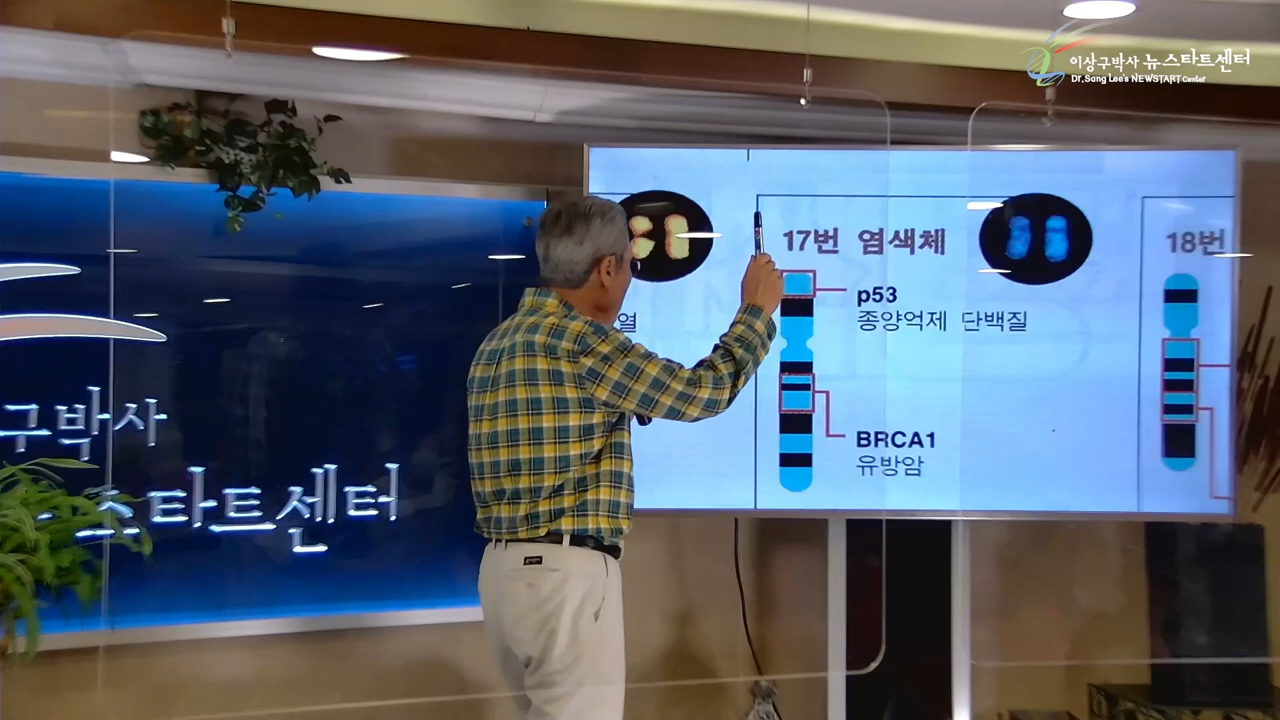 이상구박사 뉴스타트센터
Dr. Sang Lee's NEWSTART Center
17번 염색체
18번
p53
종양억제 단백질
열
BRCA1
유방암
구박사
스타트센터